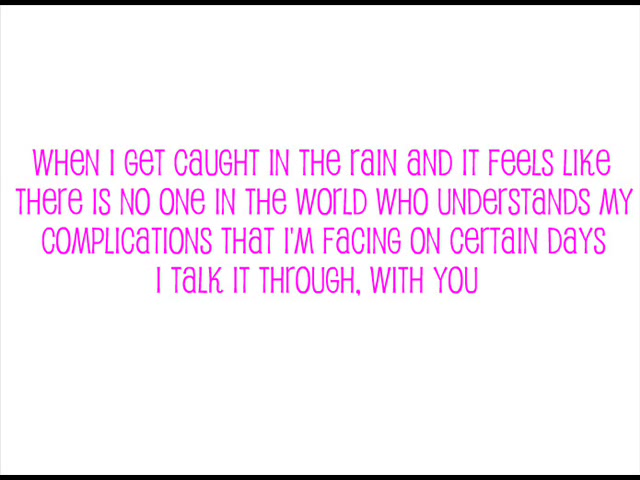 WHEN I GET CAUGHT IN THE RAIN AND IT FEELS LIKE
THERE IS NO ONE IN THE WORLD WHO UNDERSTANDS MY
COMPLICATIONS THAT I'M FACING ON CERTAIN DAYS
I TALK IT THROUGH, WITH YOU